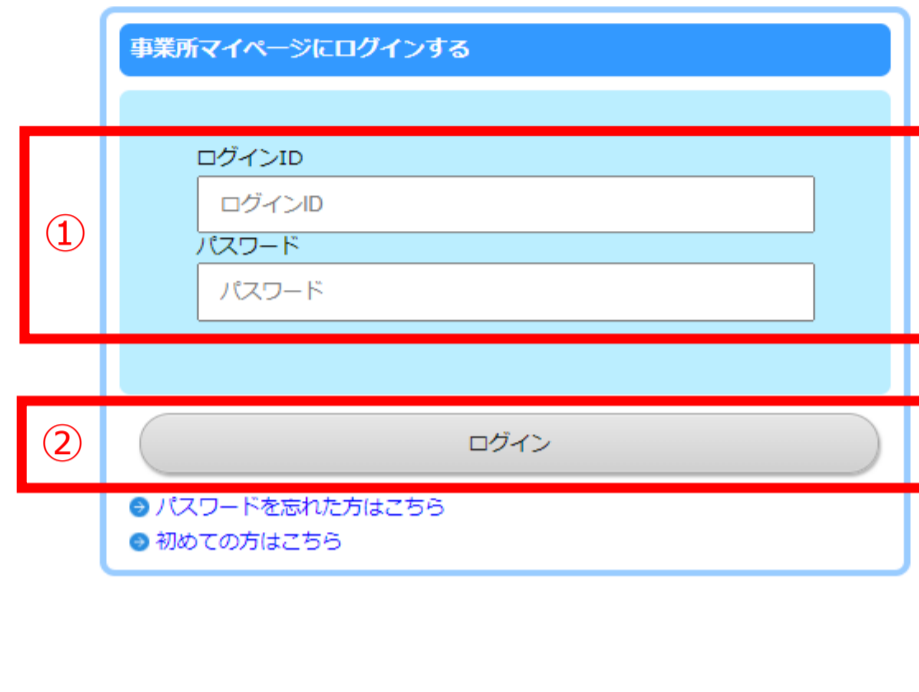 事業所マイページにログインする
ログインID
ログインID
①
パスワード
パスワード
②
ログイン
パスワードを忘れた方はこちら
初めての方はこちら